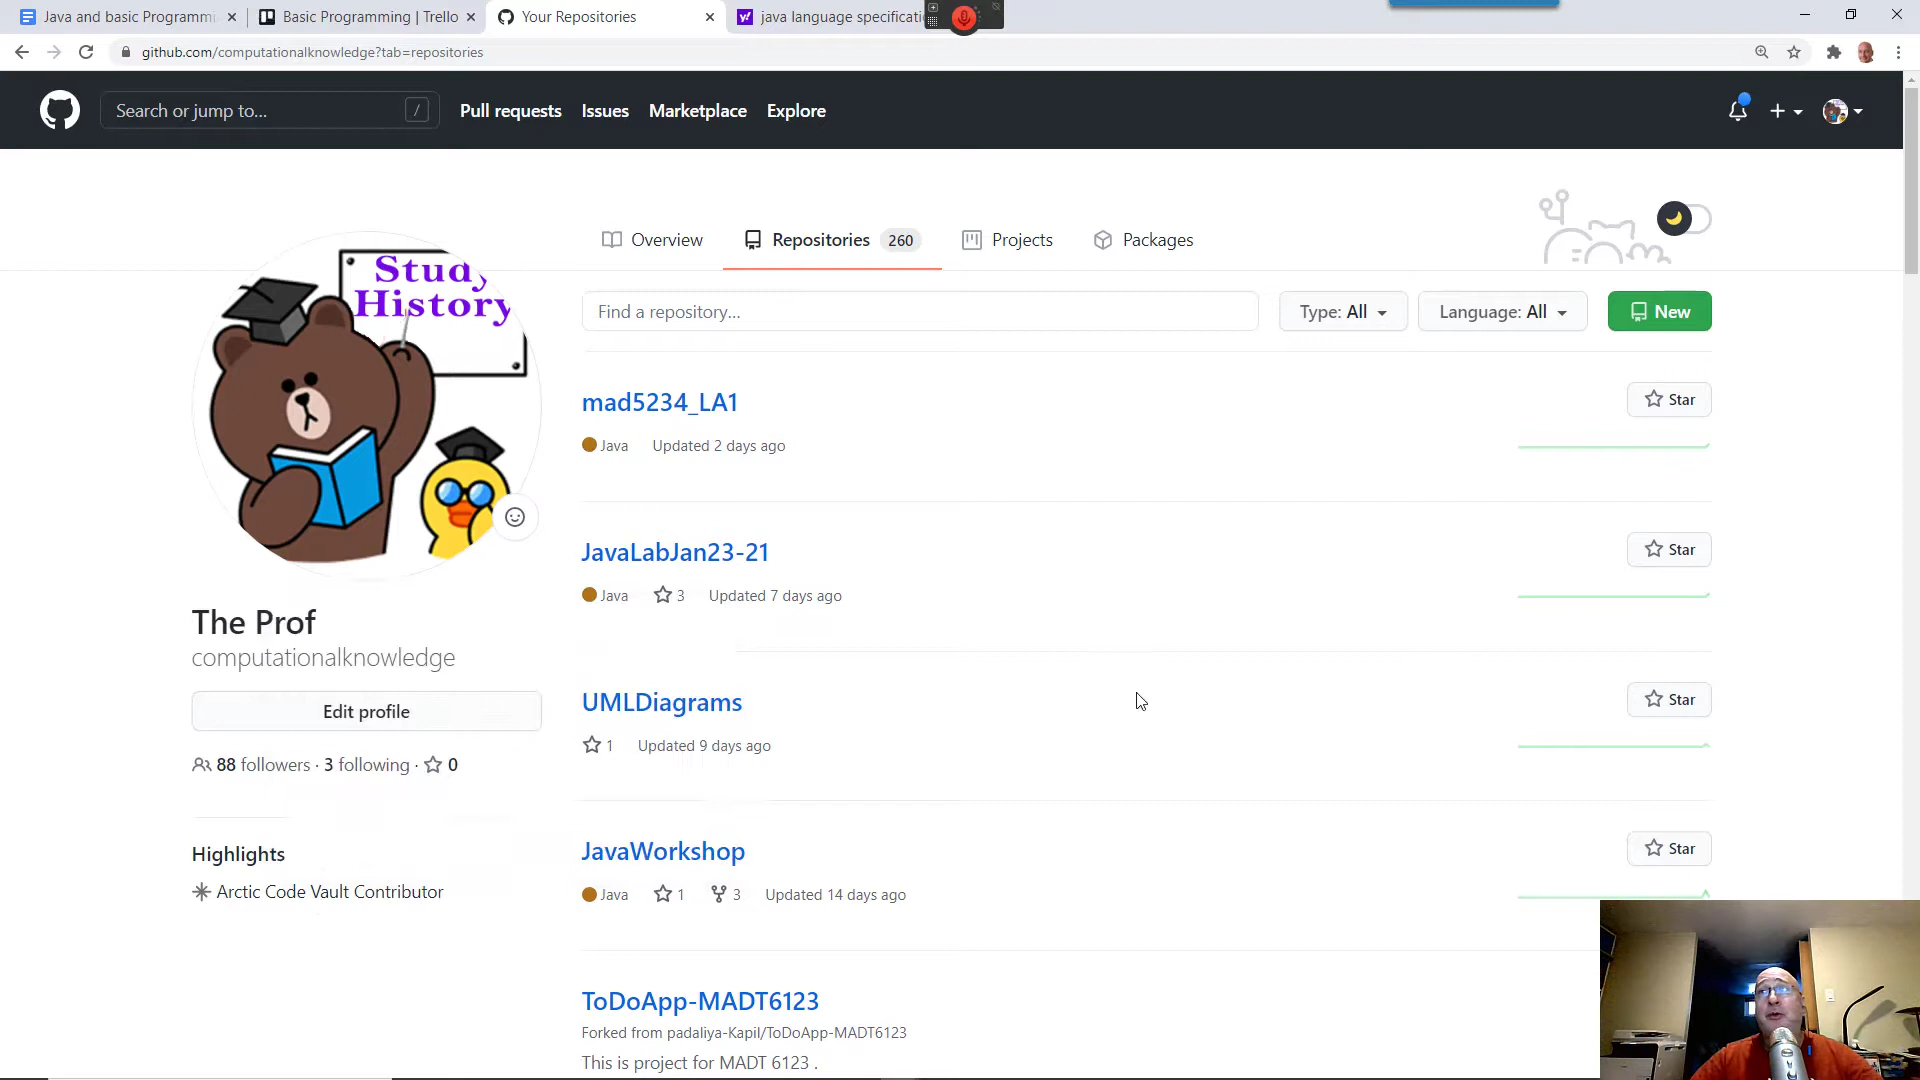 Java and basic Programm
Basic Programming | Trello
Your Repositories
java language specificati
github.com/computationalknowledge?tab=repositories
Search or jump to...
/
Pull requests
Issues
Marketplace
Explore
Overview
Repositories 260
Projects
Packages
Study
History
Find a repository...
Type: All
Language: All
New
mad5234_LA1
Star
Java Updated 2 days ago
JavaLabJan23-21
Star
Java 3 Updated 7 days ago
The Prof
computationalknowledge
Edit profile
88 followers · 3 following · 0
Highlights
Arctic Code Vault Contributor
UMLDiagrams
Star
1 Updated 9 days ago
JavaWorkshop
Star
Java 1 3 Updated 14 days ago
ToDoApp-MADT6123
Forked from padaliya-Kapil/ToDoApp-MADT6123
This is project for MADT 6123 .